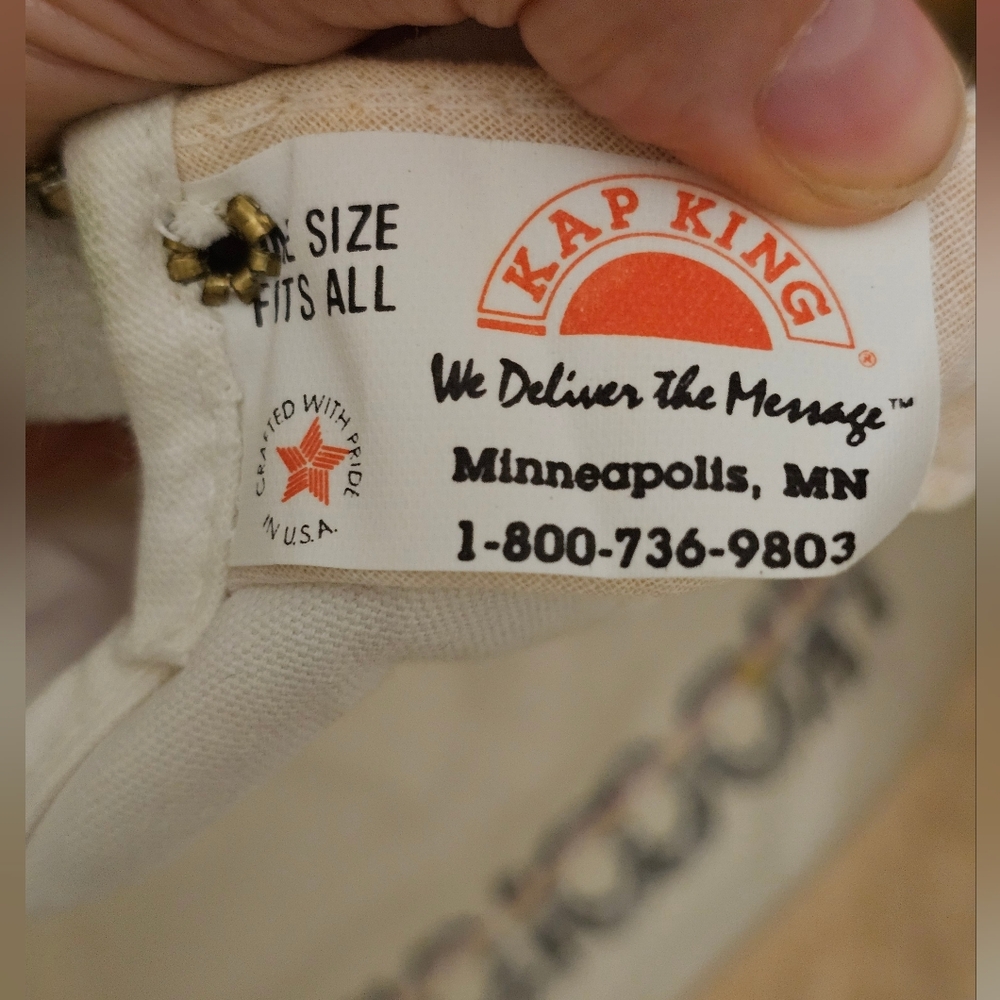 SIZE
FITS ALL
KAP KING
®
We Deliver the Message™
Minneapolis, MN
1-800-736-9803
CRAFTED WITH PRIDE
IN U.S.A.